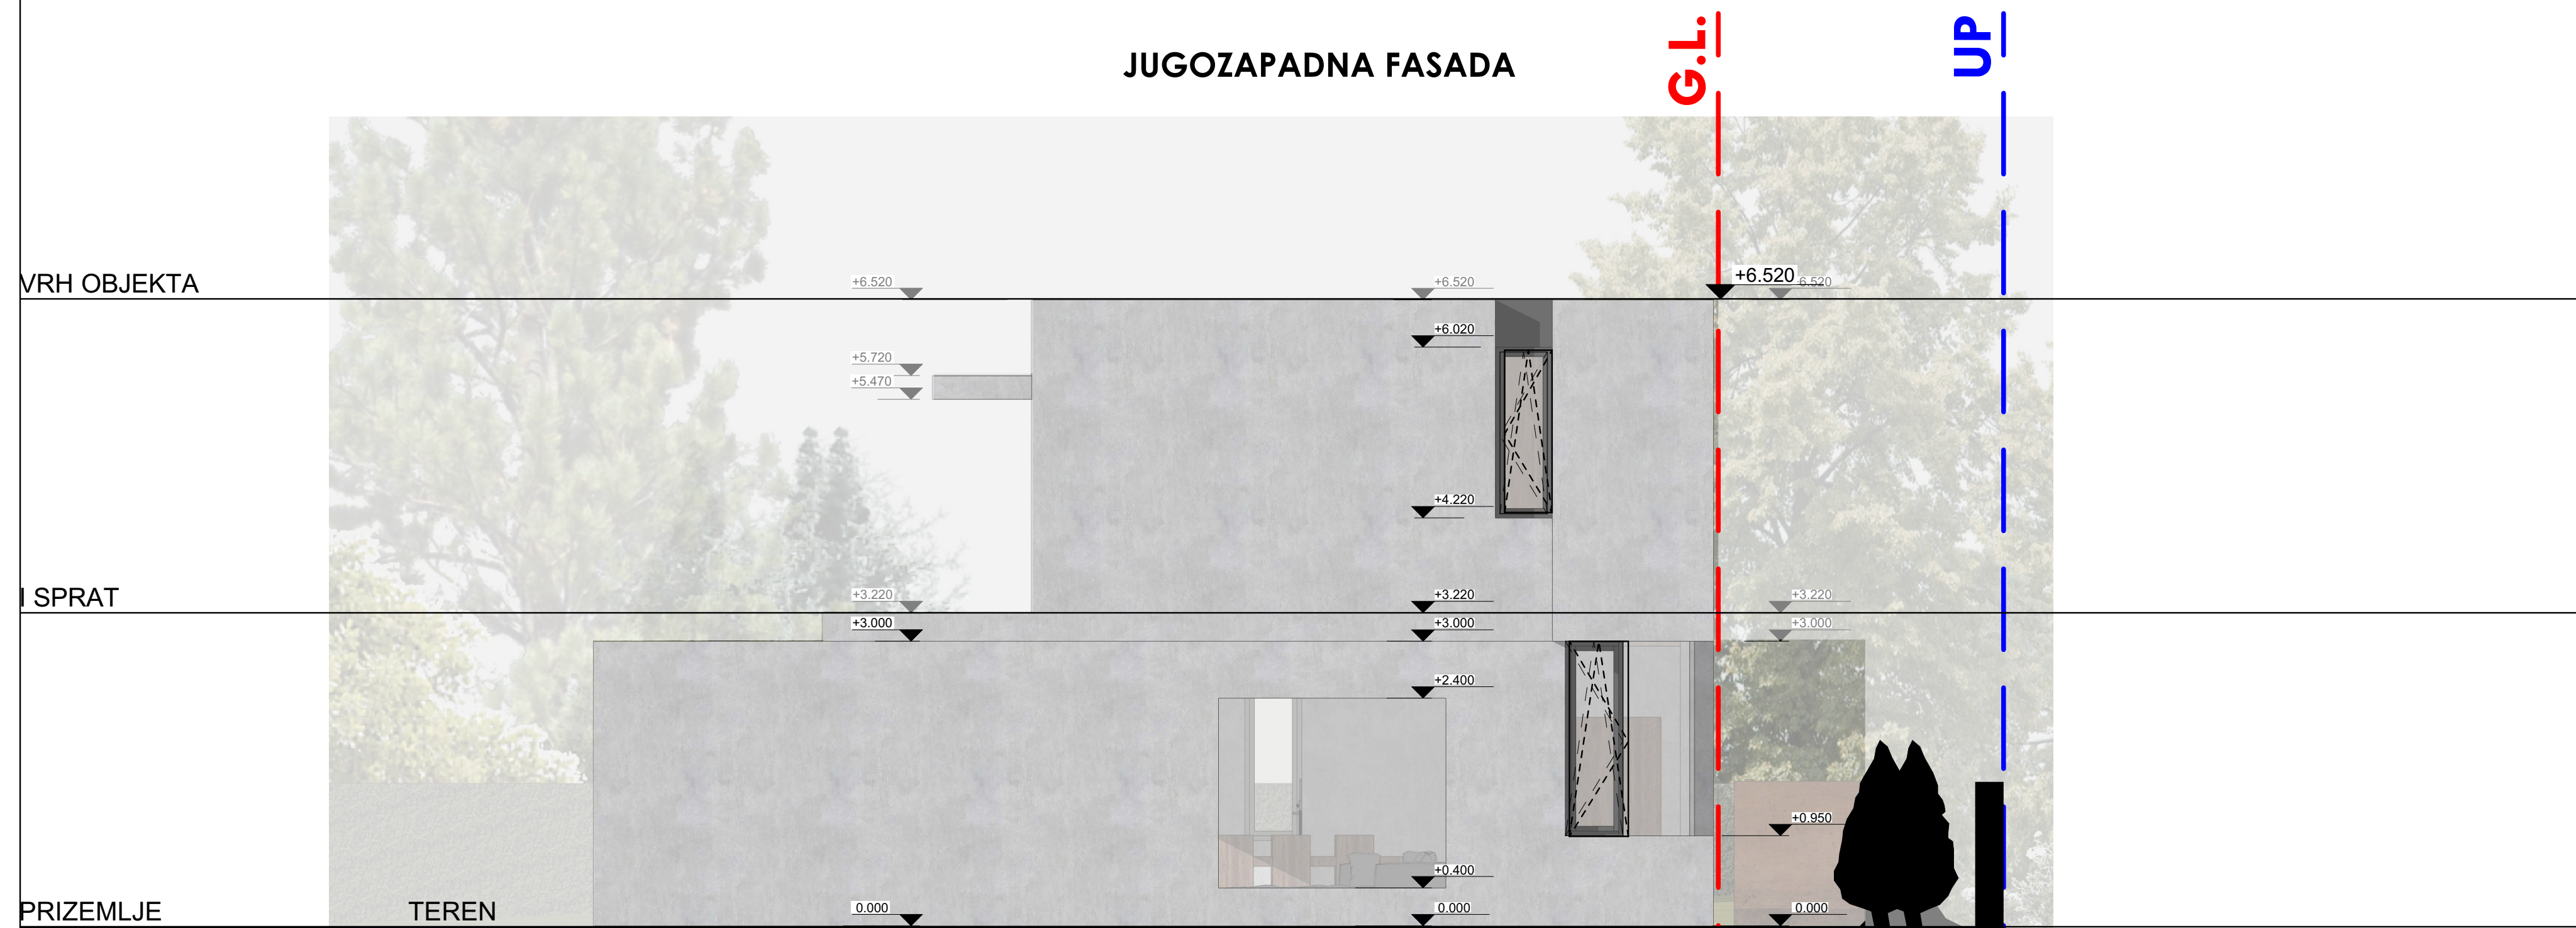 JUGOZAPADNA FASADA
G.L.
UP
VRH OBJEKTA
+6.520
+6.520
+6.520
6.520
+6.020
+5.720
+5.470
+4.220
I SPRAT
+3.220
+3.220
+3.220
+3.000
+3.000
+3.000
+2.400
+0.950
+0.400
PRIZEMLJE
TEREN
0.000
0.000
0.000